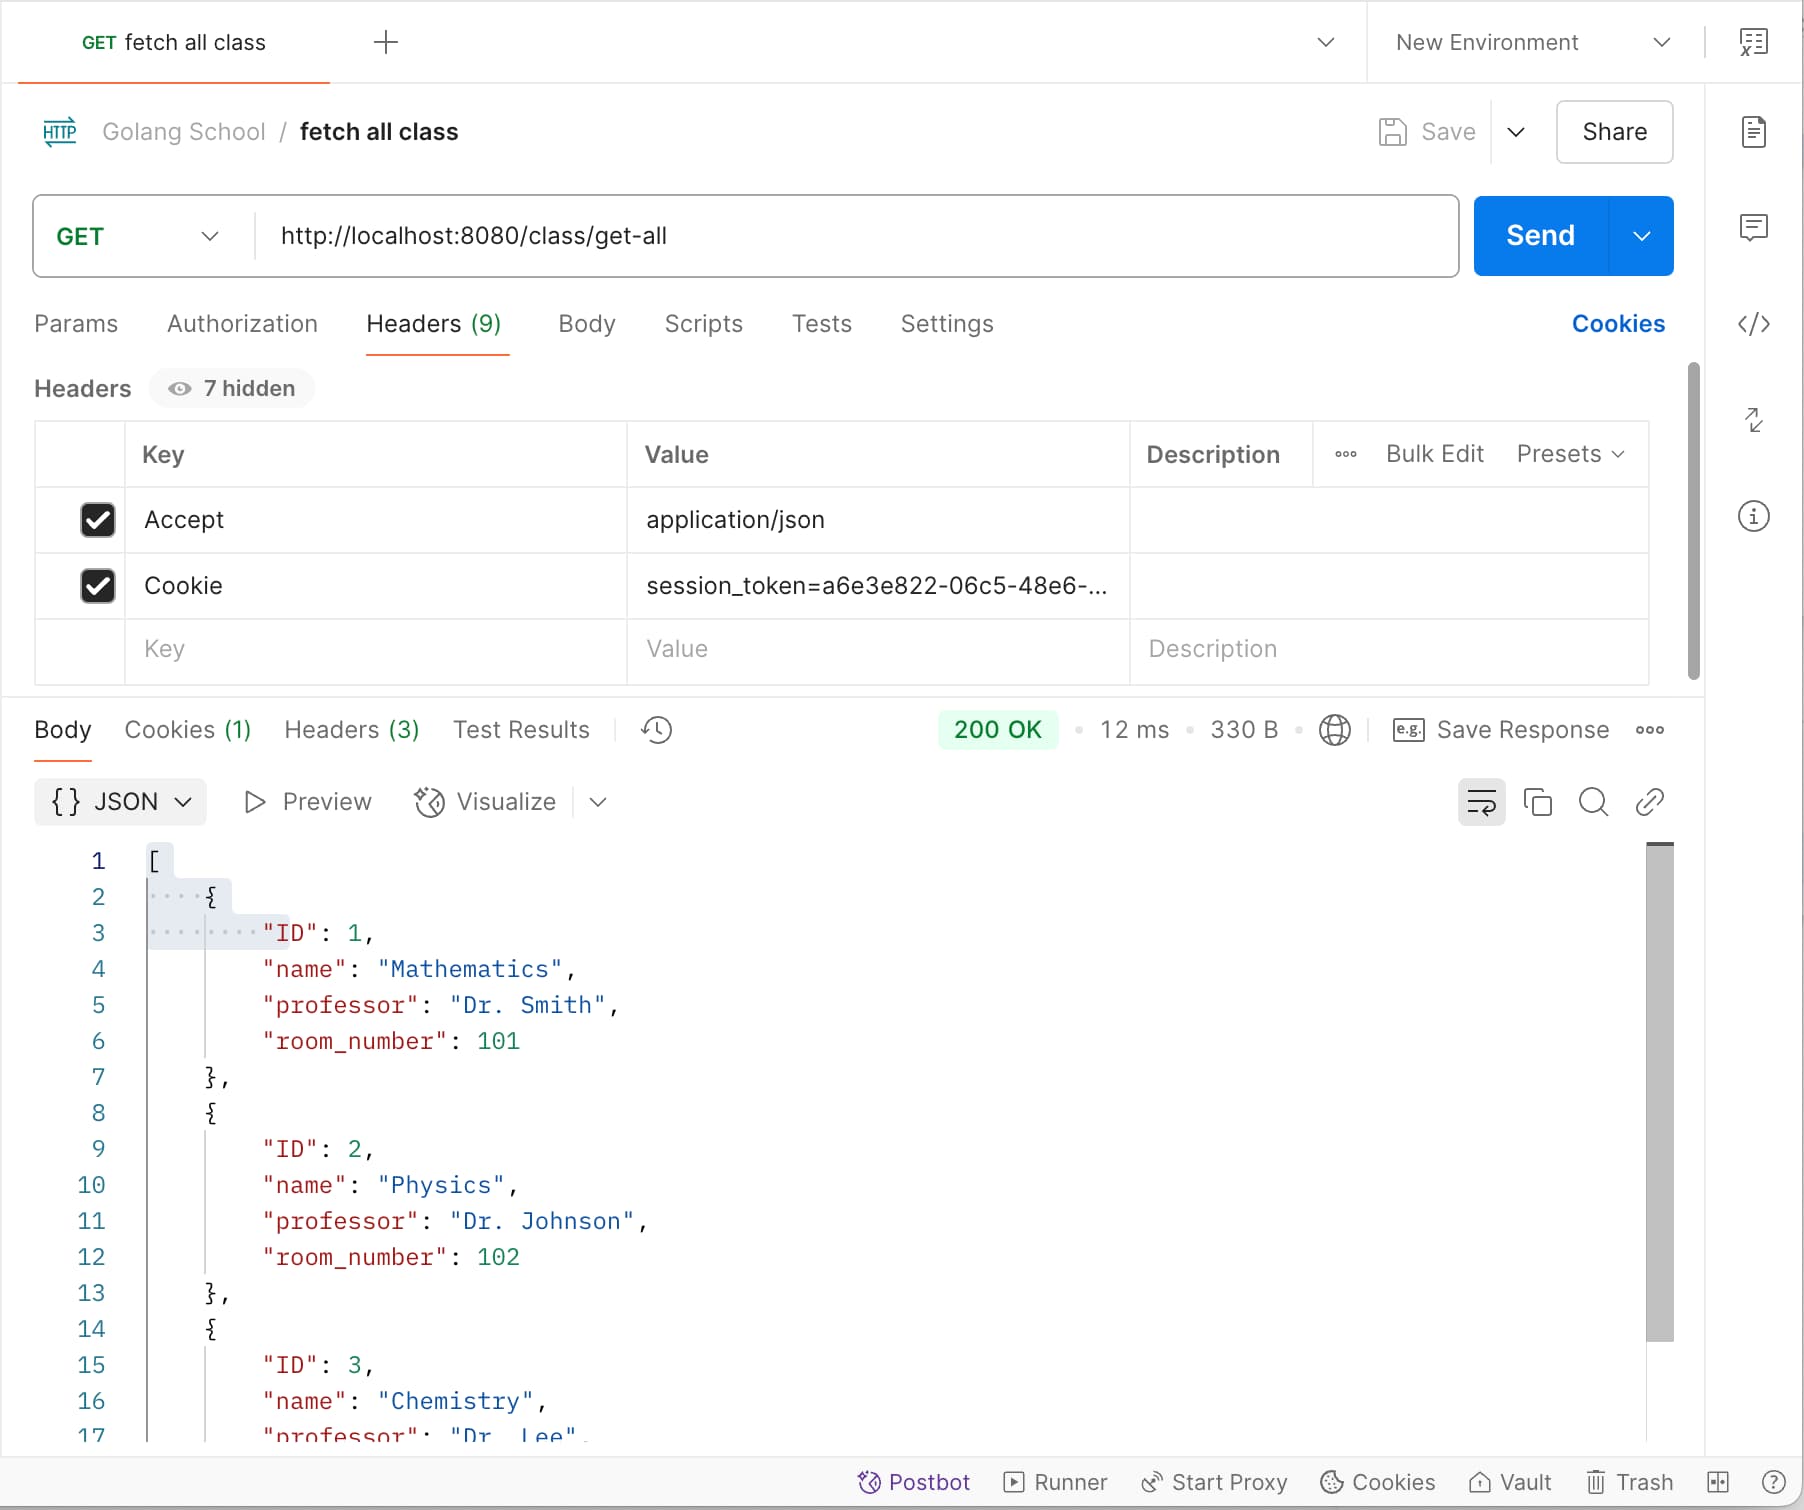 GET fetch all class
New Environment
HTTP Golang School / fetch all class
Save
Share
GET http://localhost:8080/class/get-all
Send
Params Authorization Headers (9) Body Scripts Tests Settings Cookies
Headers 7 hidden
Key Value Description Bulk Edit Presets
Accept application/json
Cookie session_token=a6e3e822-06c5-48e6-...
Key Value Description
Body Cookies (1) Headers (3) Test Results 200 OK 12 ms 330 B e.g. Save Response
{} JSON Preview Visualize
1 [
2 ····{
3 ········"ID": 1,
4 "name": "Mathematics",
5 "professor": "Dr. Smith",
6 "room_number": 101
7 },
8 {
9 "ID": 2,
10 "name": "Physics",
11 "professor": "Dr. Johnson",
12 "room_number": 102
13 },
14 {
15 "ID": 3,
16 "name": "Chemistry",
17 "professor": "Dr. Lee",
Postbot Runner Start Proxy Cookies Vault Trash